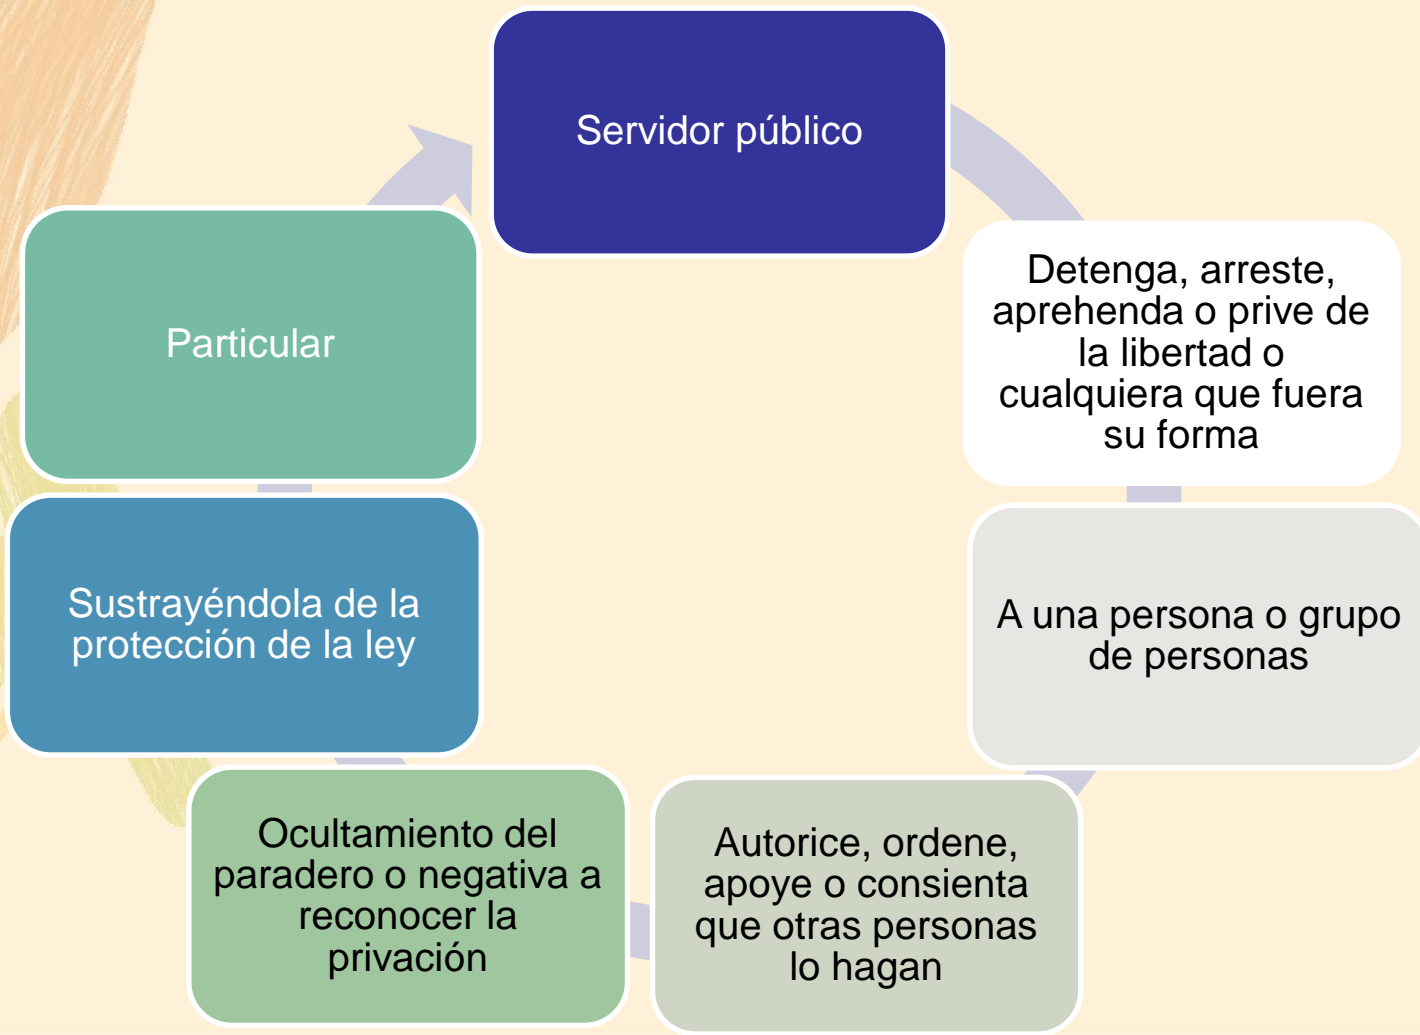 Servidor público
Detenga, arreste,
aprehenda o prive de
la libertad o
cualquiera que fuera
su forma
A una persona o grupo
de personas
Autorice, ordene,
apoye o consienta
que otras personas
lo hagan
Ocultamiento del
paradero o negativa a
reconocer la
privación
Sustrayéndola de la
protección de la ley
Particular